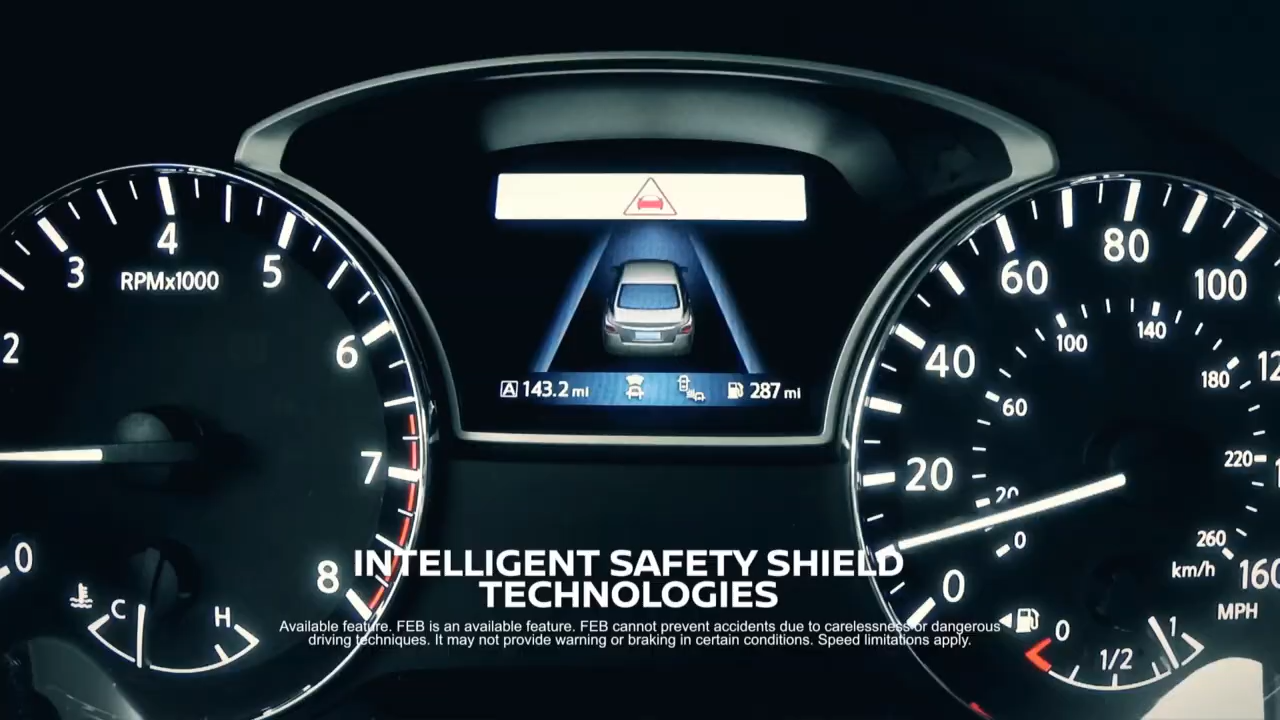 4
3
5
RPMx1000
2
6
7
0
8
C
H
A 143.2 mi
287 mi
80
60
100
40
140
100
180
60
20
220
20
0
260
0
km/h
160
MPH
0
1/2
1
INTELLIGENT SAFETY SHIELD
TECHNOLOGIES
Available feature. FEB is an available feature. FEB cannot prevent accidents due to carelessness or dangerous
driving techniques. It may not provide warning or braking in certain conditions. Speed limitations apply.